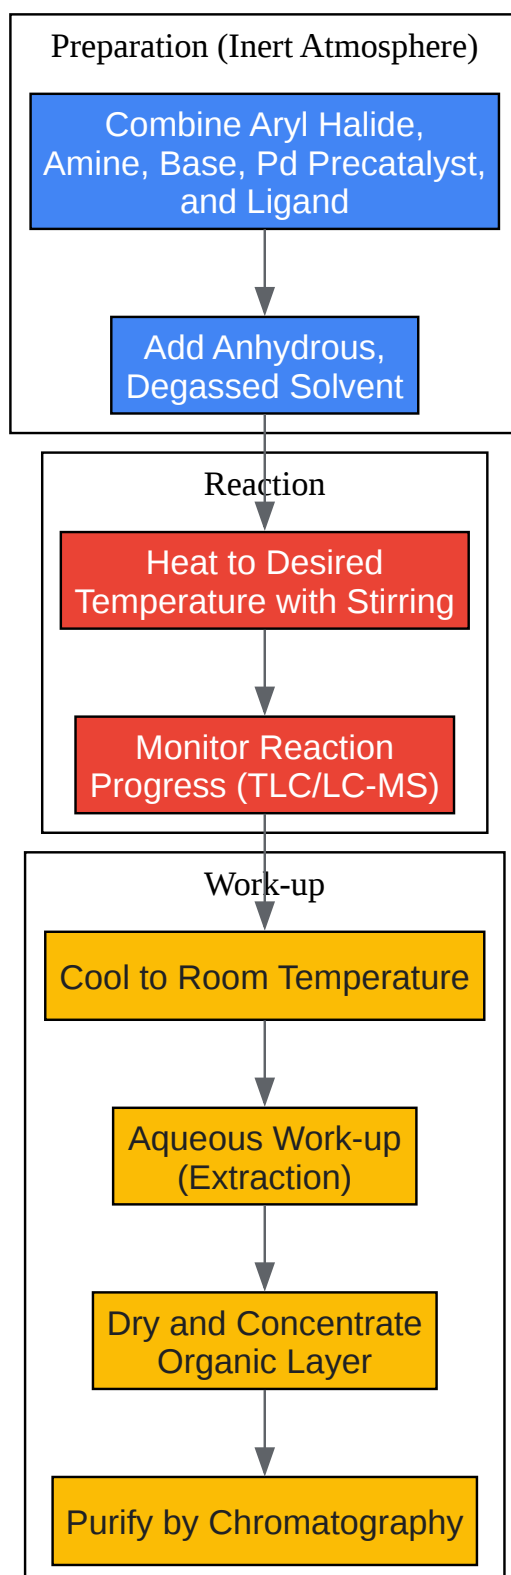 Preparation (Inert Atmosphere)
Combine Aryl Halide,
Amine, Base, Pd Precatalyst,
and Ligand
Add Anhydrous,
Degassed Solvent
Reaction
Heat to Desired
Temperature with Stirring
Monitor Reaction
Progress (TLC/LC-MS)
Work-up
Cool to Room Temperature
Aqueous Work-up
(Extraction)
Dry and Concentrate
Organic Layer
Purify by Chromatography